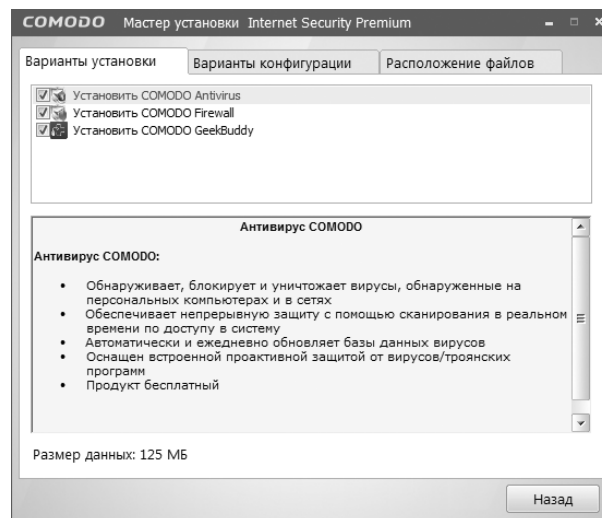 COMODO Мастер установки Internet Security Premium
Варианты установки Варианты конфигурации Расположение файлов
Установить COMODO Antivirus
Установить COMODO Firewall
Установить COMODO GeekBuddy
Антивирус COMODO
Антивирус COMODO:
• Обнаруживает, блокирует и уничтожает вирусы, обнаруженные на
персональных компьютерах и в сетях
• Обеспечивает непрерывную защиту с помощью сканирования в реальном
времени по доступу в систему
• Автоматически и ежедневно обновляет базы данных вирусов
• Оснащен встроенной проактивной защитой от вирусов/троянских
программ
• Продукт бесплатный
Размер данных: 125 МБ
Назад